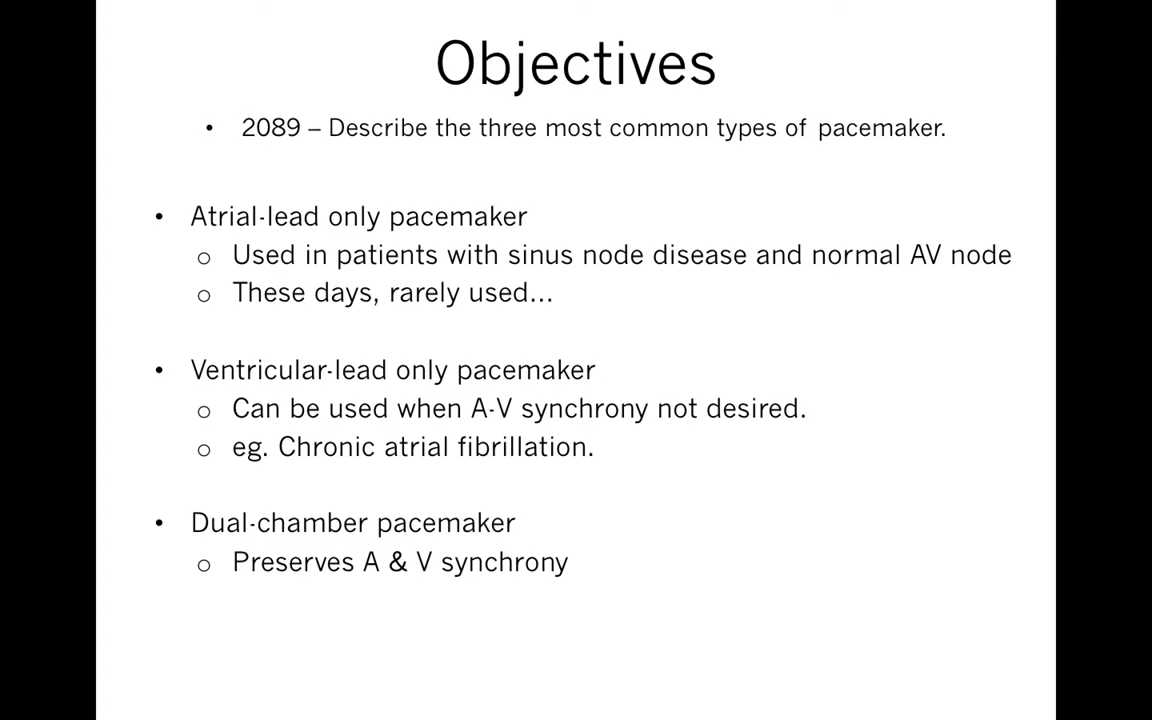 Objectives
• 2089 – Describe the three most common types of pacemaker.
• Atrial-lead only pacemaker
o Used in patients with sinus node disease and normal AV node
o These days, rarely used...
• Ventricular-lead only pacemaker
o Can be used when A-V synchrony not desired.
o eg. Chronic atrial fibrillation.
• Dual-chamber pacemaker
o Preserves A & V synchrony